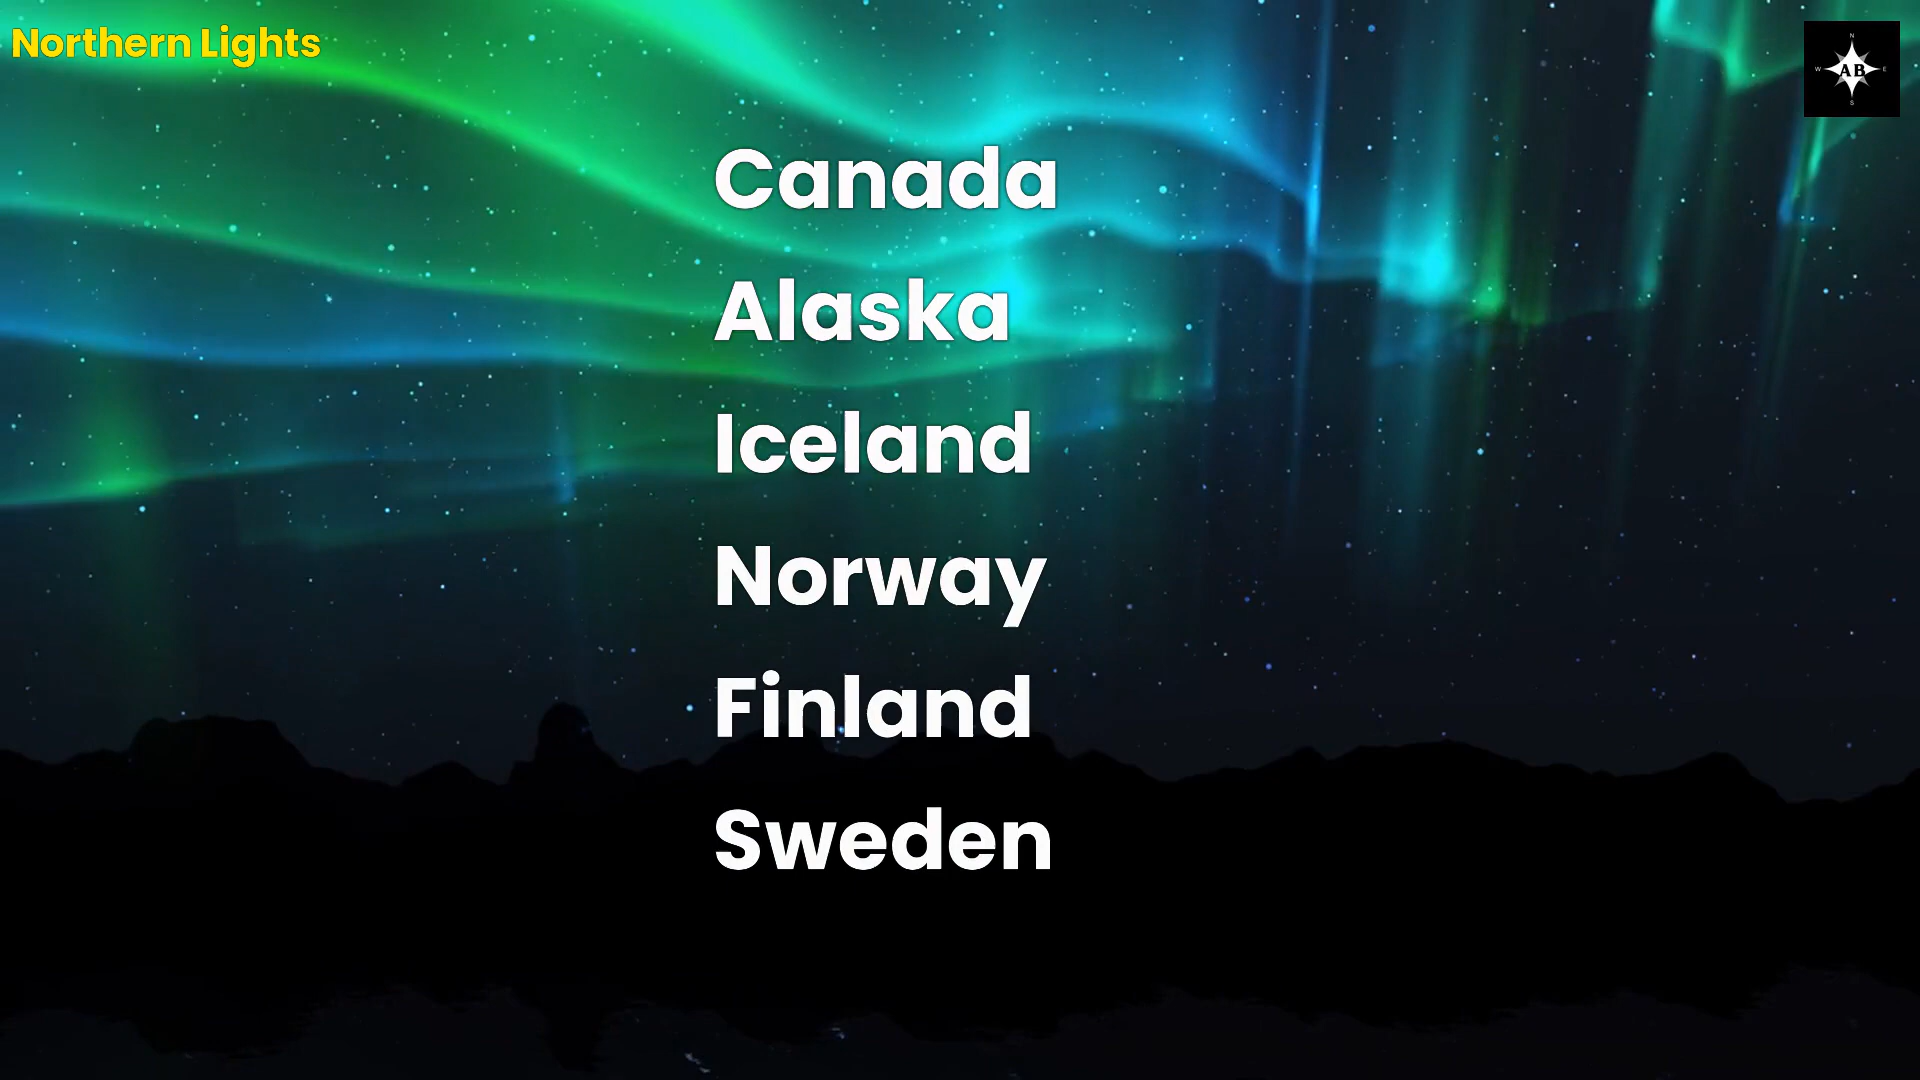 Northern Lights
N
W AB E
S
Canada
Alaska
Iceland
Norway
Finland
Sweden